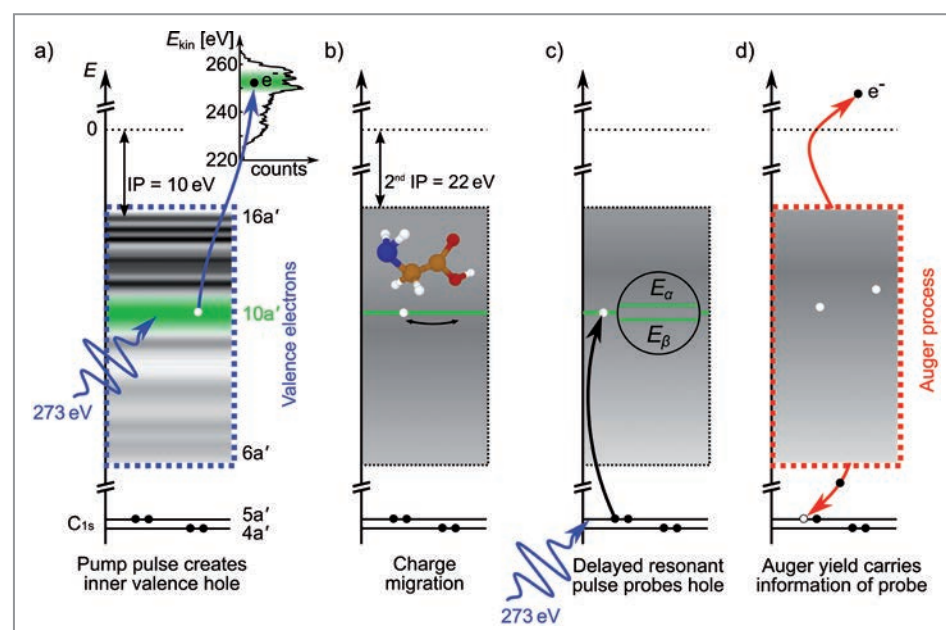 a)
E
E_kin [eV]
260
250
240
220
e⁻
counts
0
IP = 10 eV
16a′
10a′
6a′
Valence electrons
273 eV
C1s
5a′
4a′
Pump pulse creates
inner valence hole
b)
2nd IP = 22 eV
Charge
migration
c)
Eα
Eβ
273 eV
Delayed resonant
pulse probes hole
d)
e⁻
Auger process
Auger yield carries
information of probe